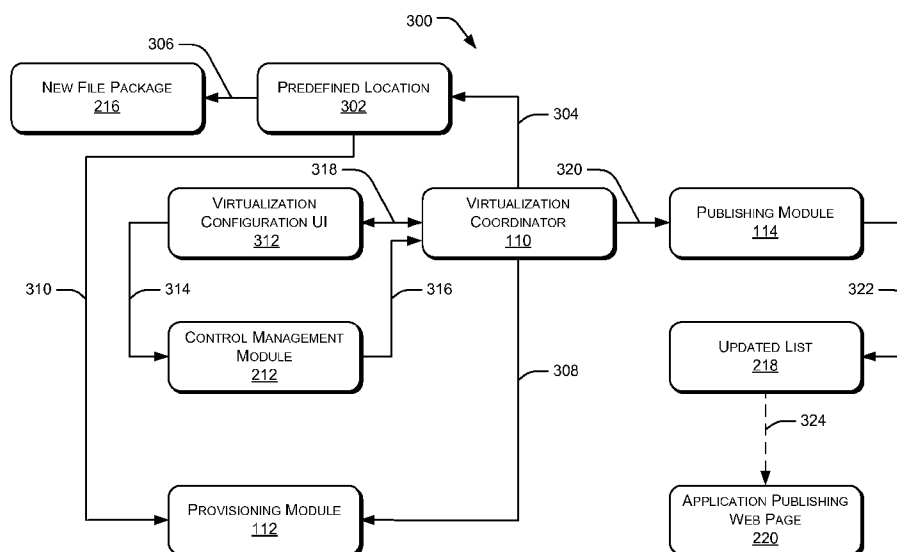 300
306
NEW FILE PACKAGE
216
PREDEFINED LOCATION
302
304
318
320
VIRTUALIZATION
CONFIGURATION UI
312
VIRTUALIZATION
COORDINATOR
110
PUBLISHING MODULE
114
310
314
316
322
CONTROL MANAGEMENT
MODULE
212
UPDATED LIST
218
308
324
PROVISIONING MODULE
112
APPLICATION PUBLISHING
WEB PAGE
220